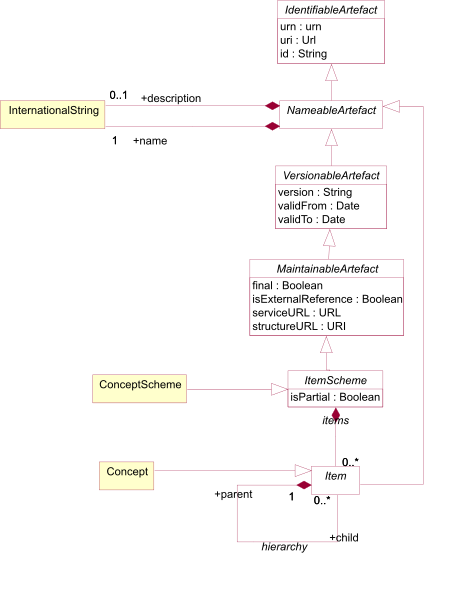 IdentifiableArtefact
urn : urn
uri : Url
id : String
0..1
+description
InternationalString
NameableArtefact
1
+name
VersionableArtefact
version : String
validFrom : Date
validTo : Date
MaintainableArtefact
final : Boolean
isExternalReference : Boolean
serviceURL : URL
structureURL : URI
ItemScheme
isPartial : Boolean
ConceptScheme
items
0..*
Concept
Item
+parent
1
0..*
+child
hierarchy